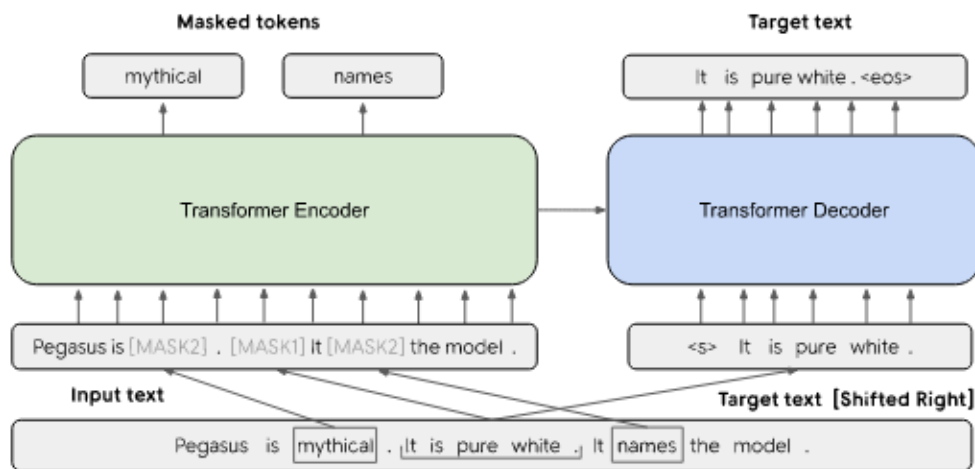 Masked tokens
Target text
mythical
names
It is pure white . <eos>
Transformer Encoder
Transformer Decoder
Pegasus is [MASK2] . [MASK1] It [MASK2] the model .
<s> It is pure white .
Input text
Target text [Shifted Right]
Pegasus is mythical . It is pure white . It names the model .